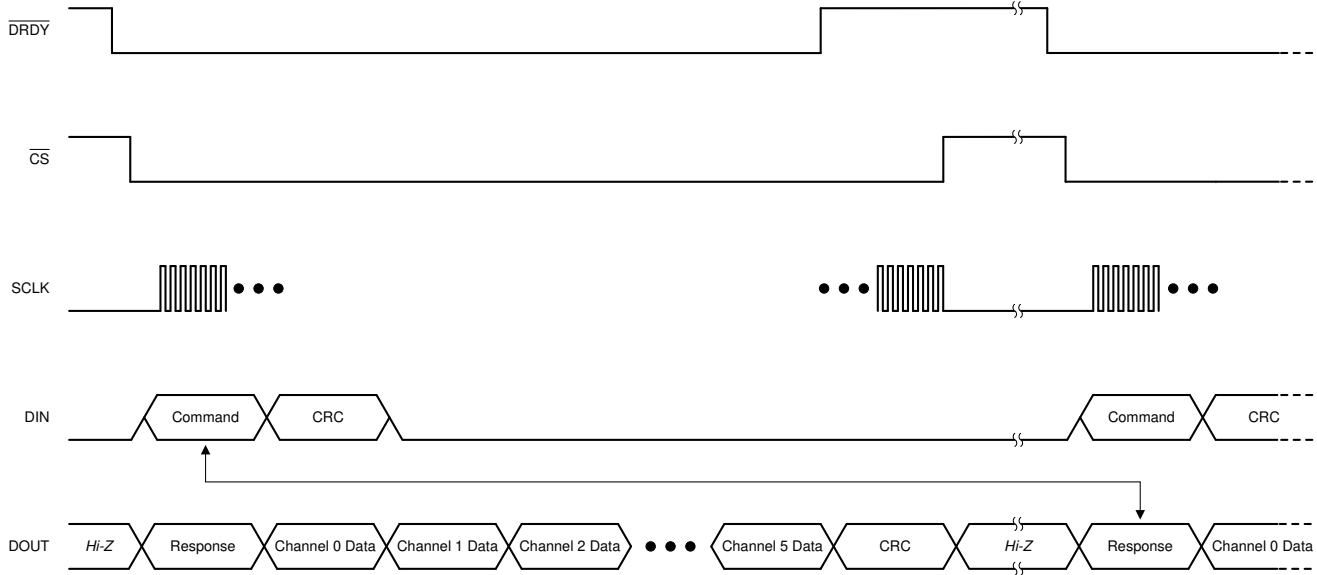 DRDY
CS
SCLK
DIN Command CRC Command CRC
DOUT Hi-Z Response Channel 0 Data Channel 1 Data Channel 2 Data Channel 5 Data CRC Hi-Z Response Channel 0 Data